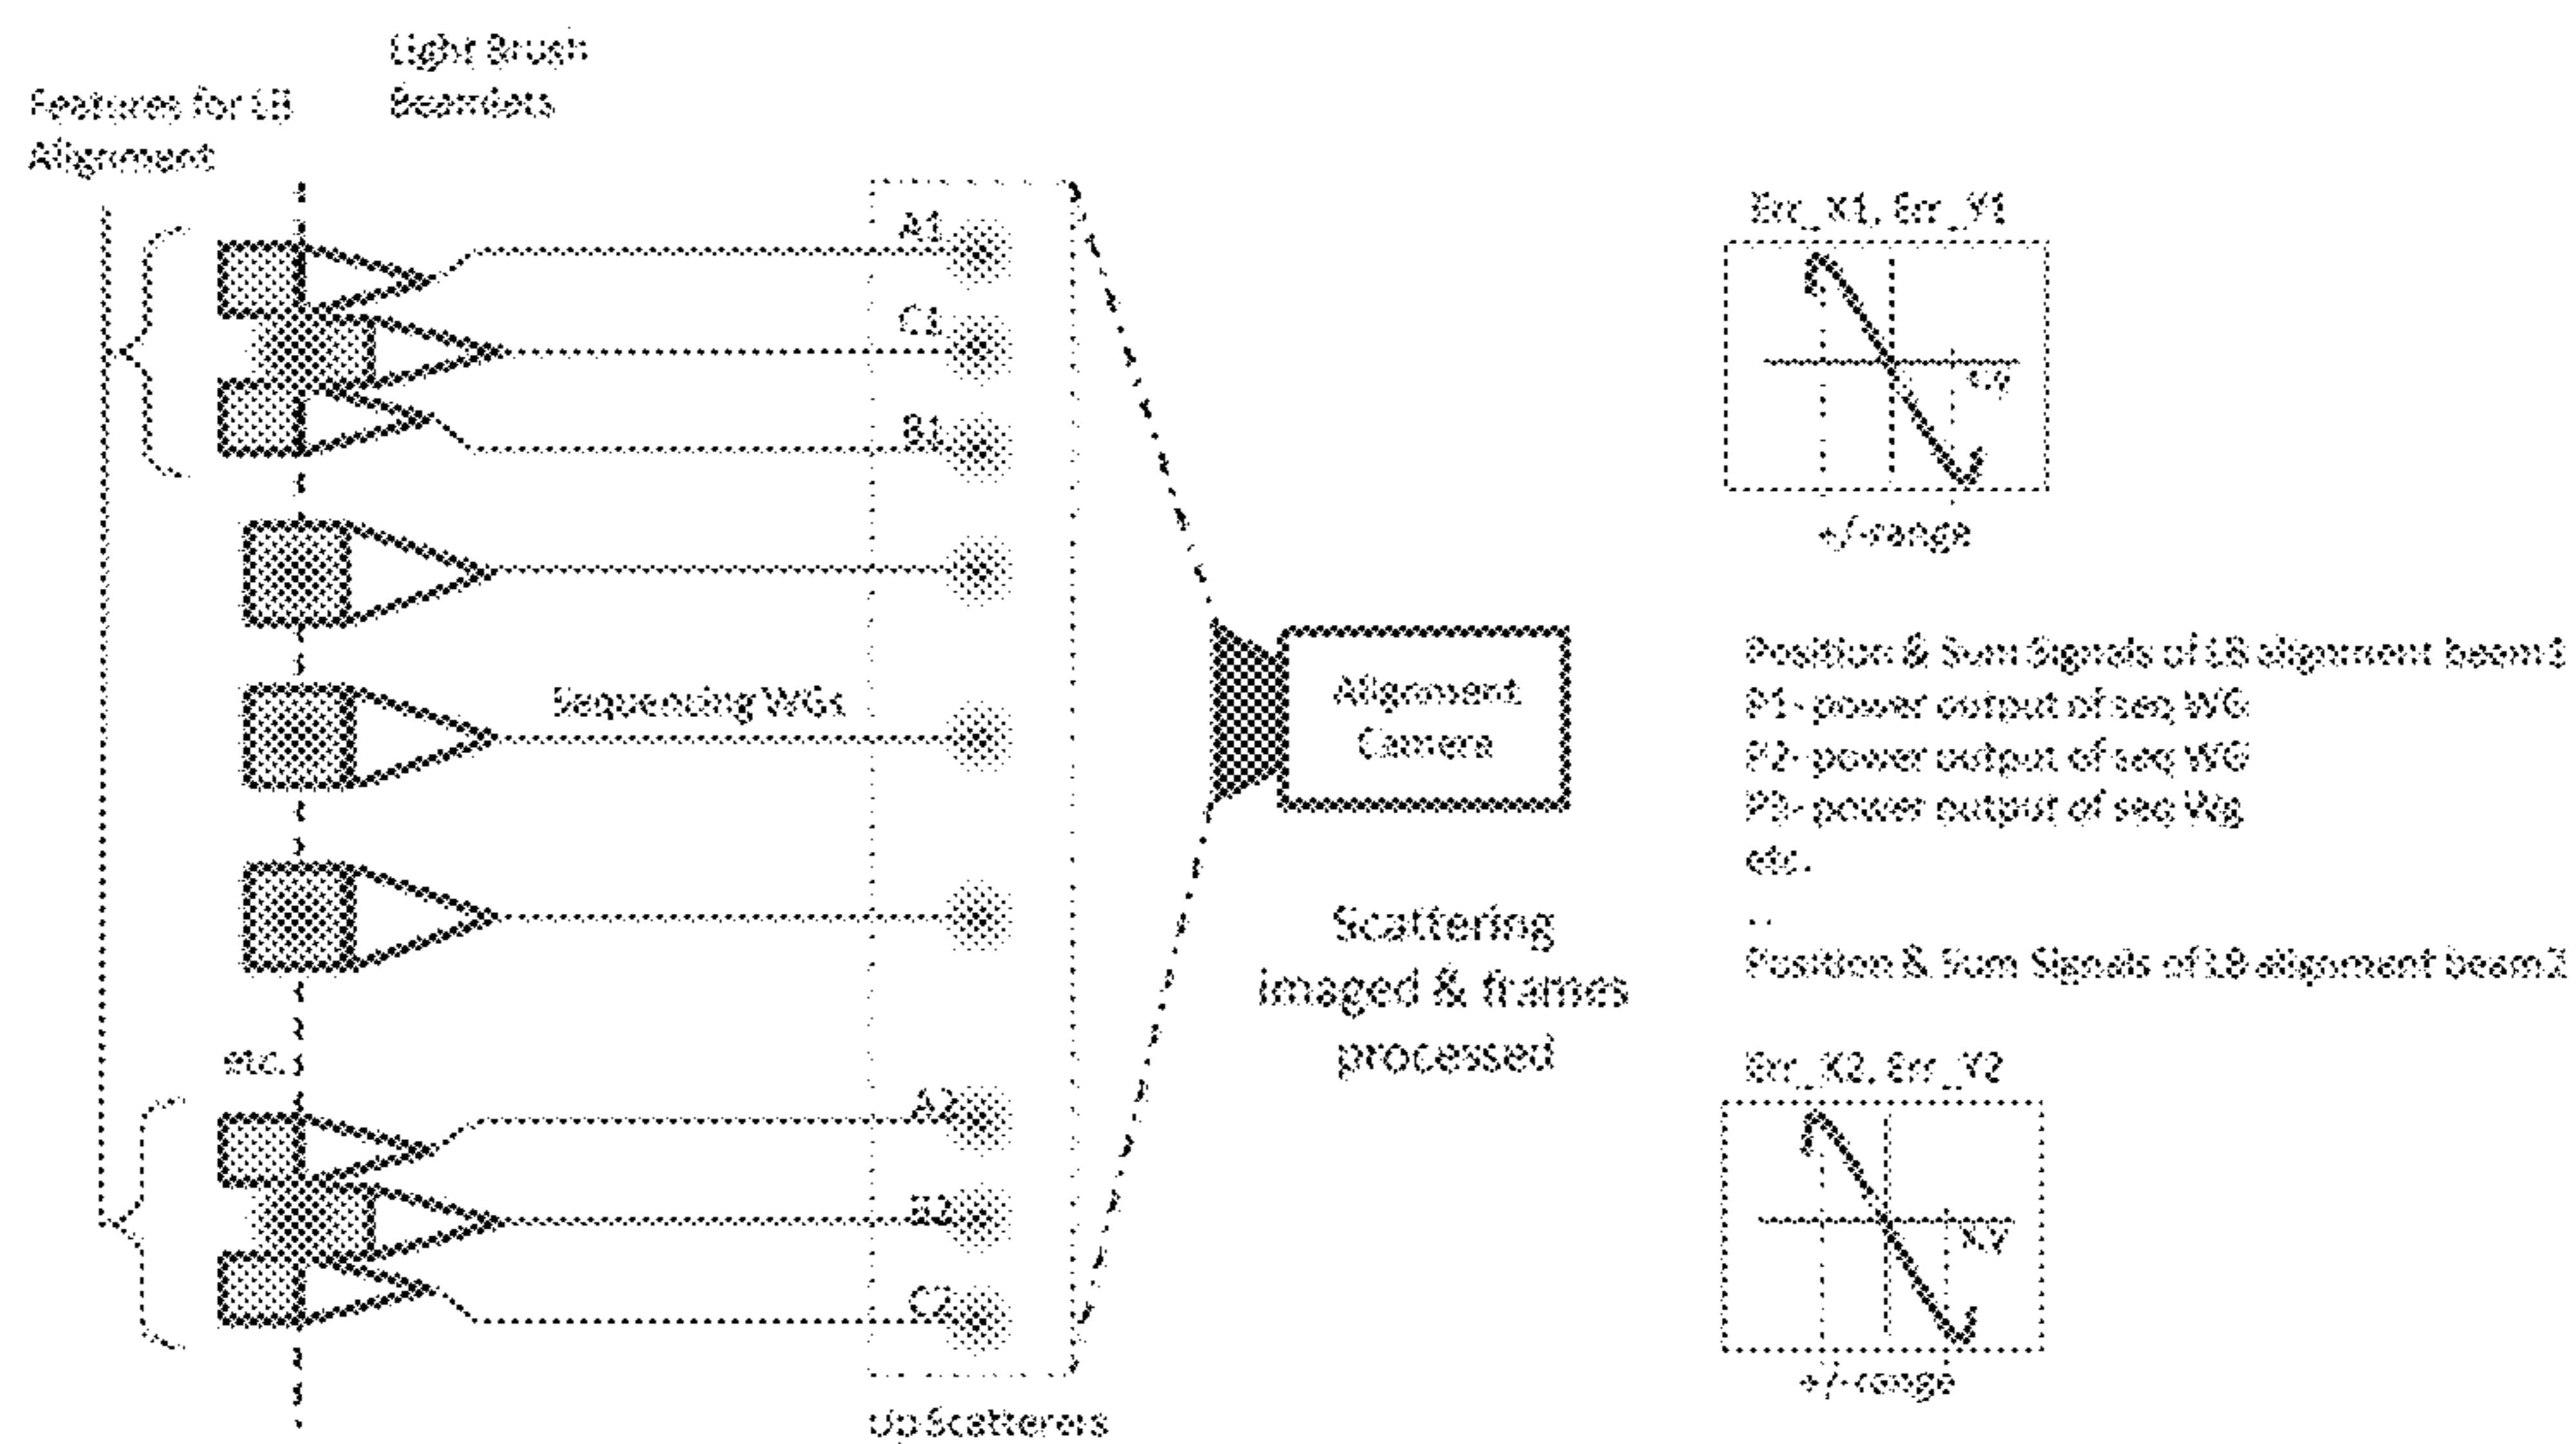 Light Brush
Beamlets
Features for LB
Alignment
A1
C1
B1
Sequencing WGs
etc.
A2
B2
C2
Up Scatterers
Alignment
Camera
Scattering
imaged & frames
processed
Err_X1, Err_Y1
+/-range
Position & Sum Signals of LB alignment beam1
P1- power output of seq WG
P2- power output of seq WG
P3- power output of seq Wg
etc.
..
Position & Sum Signals of LB alignment beam2
Err_X2, Err_Y2
X,y
+/-range